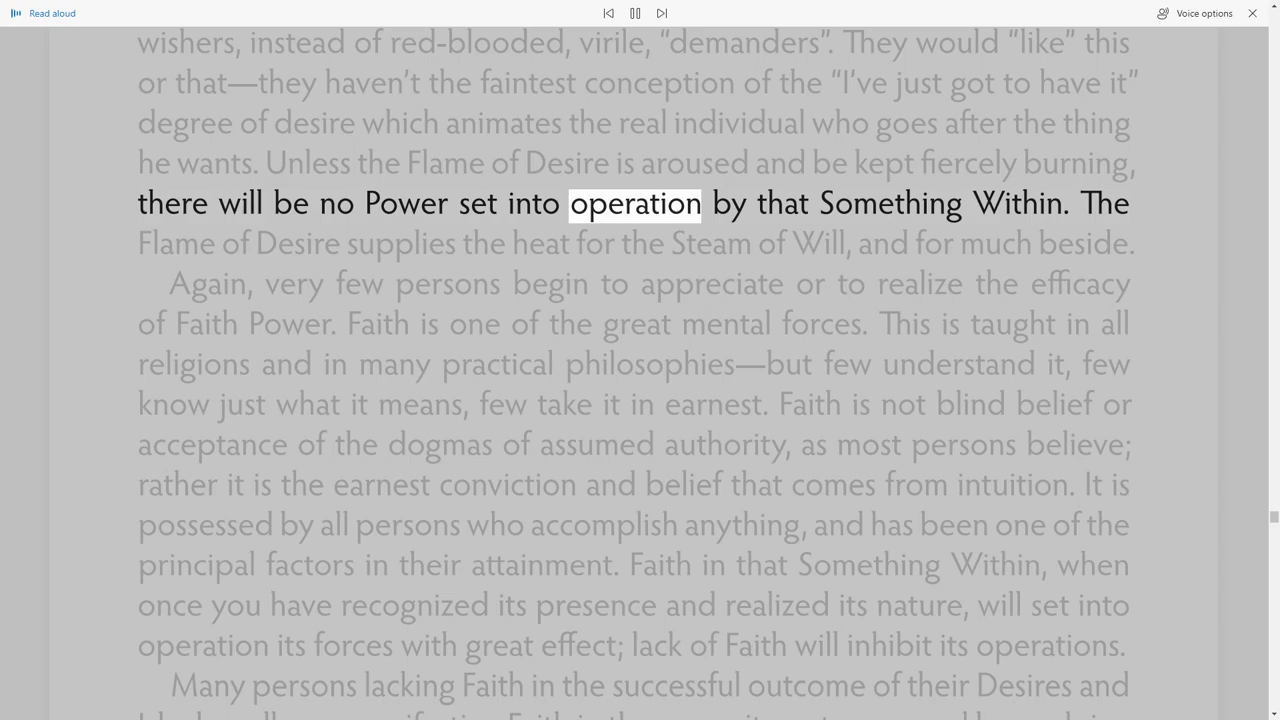 Read aloud
Voice options
wishers, instead of red-blooded, virile, “demanders”. They would “like” this
or that—they haven’t the faintest conception of the “I’ve just got to have it”
degree of desire which animates the real individual who goes after the thing
he wants. Unless the Flame of Desire is aroused and be kept fiercely burning,
there will be no Power set into operation by that Something Within. The
Flame of Desire supplies the heat for the Steam of Will, and for much beside.
Again, very few persons begin to appreciate or to realize the efficacy
of Faith Power. Faith is one of the great mental forces. This is taught in all
religions and in many practical philosophies—but few understand it, few
know just what it means, few take it in earnest. Faith is not blind belief or
acceptance of the dogmas of assumed authority, as most persons believe;
rather it is the earnest conviction and belief that comes from intuition. It is
possessed by all persons who accomplish anything, and has been one of the
principal factors in their attainment. Faith in that Something Within, when
once you have recognized its presence and realized its nature, will set into
operation its forces with great effect; lack of Faith will inhibit its operations.
Many persons lacking Faith in the successful outcome of their Desires and